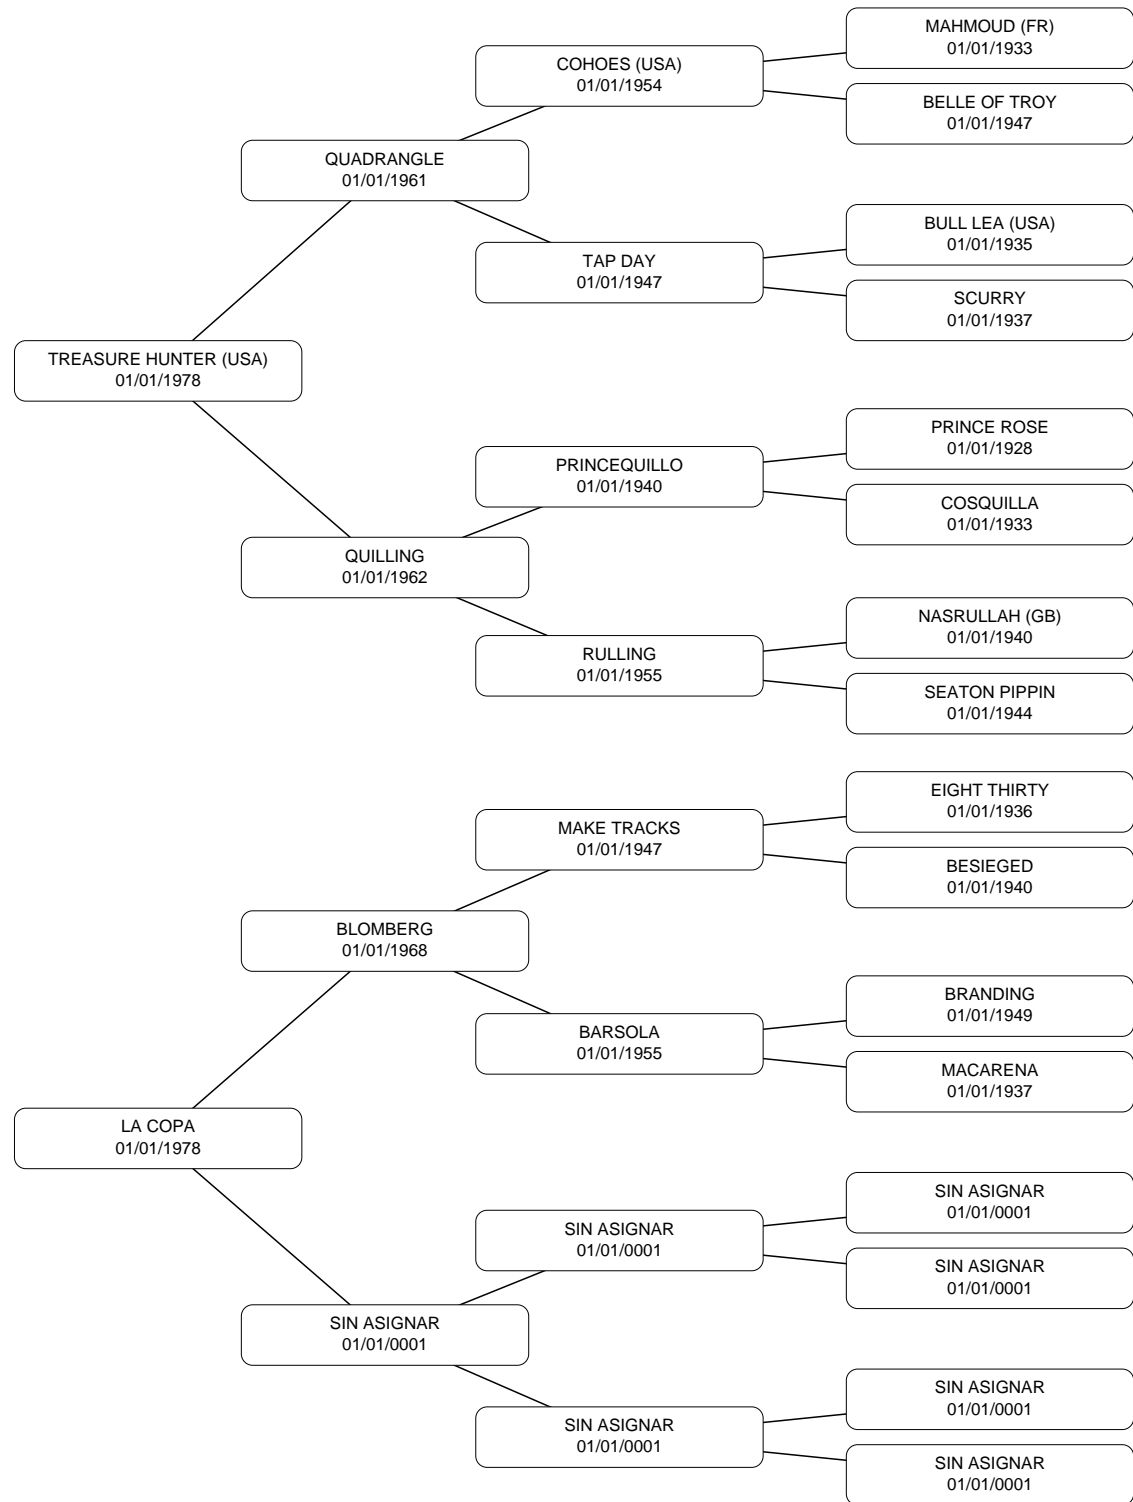 MAHMOUD (FR)
01/01/1933
COHOES (USA)
01/01/1954
BELLE OF TROY
01/01/1947
QUADRANGLE
01/01/1961
BULL LEA (USA)
01/01/1935
TAP DAY
01/01/1947
SCURRY
01/01/1937
TREASURE HUNTER (USA)
01/01/1978
PRINCE ROSE
01/01/1928
PRINCEQUILLO
01/01/1940
COSQUILLA
01/01/1933
QUILLING
01/01/1962
NASRULLAH (GB)
01/01/1940
RULLING
01/01/1955
SEATON PIPPIN
01/01/1944
EIGHT THIRTY
01/01/1936
MAKE TRACKS
01/01/1947
BESIEGED
01/01/1940
BLOMBERG
01/01/1968
BRANDING
01/01/1949
BARSOLA
01/01/1955
MACARENA
01/01/1937
LA COPA
01/01/1978
SIN ASIGNAR
01/01/0001
SIN ASIGNAR
01/01/0001
SIN ASIGNAR
01/01/0001
SIN ASIGNAR
01/01/0001
SIN ASIGNAR
01/01/0001
SIN ASIGNAR
01/01/0001
SIN ASIGNAR
01/01/0001